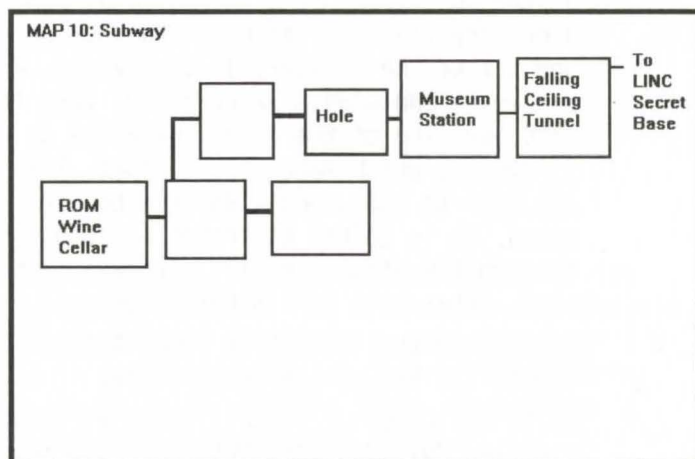 MAP 10: Subway
Hole
Museum
Station
Falling
Ceiling
Tunnel
To
LINC
Secret
Base
ROM
Wine
Cellar